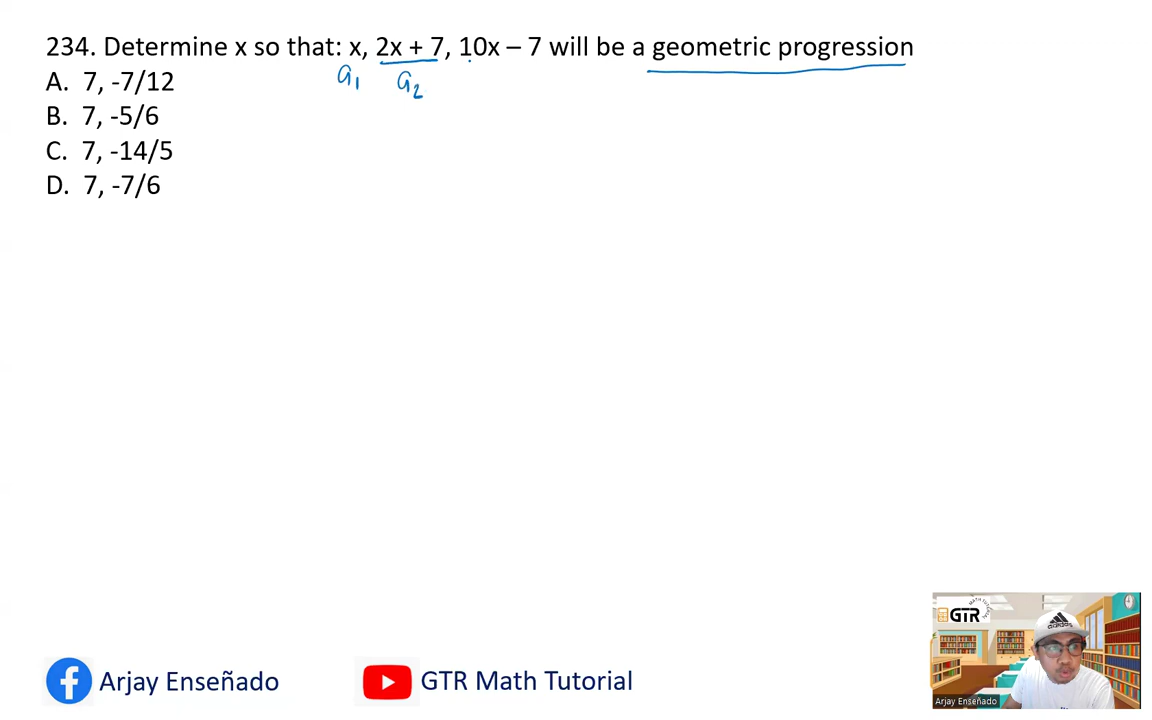 234. Determine x so that: x, 2x + 7, 10x – 7 will be a geometric progression
a₁ a₂
A. 7, -7/12
B. 7, -5/6
C. 7, -14/5
D. 7, -7/6
GTR
Arjay Enseñado
Arjay Enseñado
GTR Math Tutorial